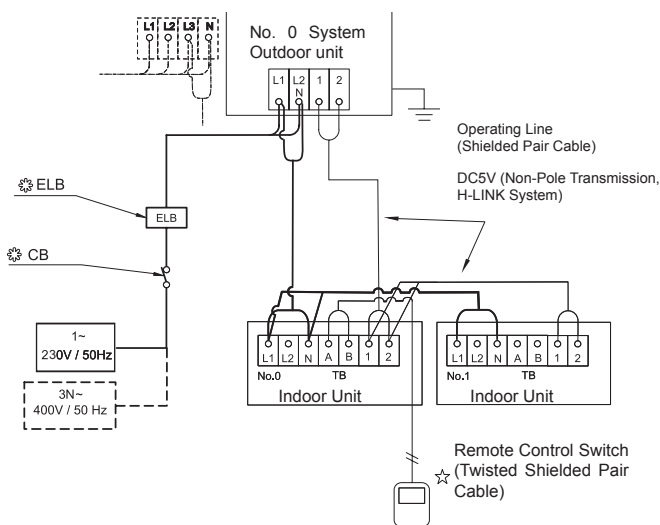 L1 L2 L3 N
No. 0 System
Outdoor unit
L1 L2 N 1 2
Operating Line
(Shielded Pair Cable)
DC5V (Non-Pole Transmission,
H-LINK System)
ELB
ELB
CB
1~
230V / 50Hz
3N~
400V / 50 Hz
L1 L2 N A B 1 2
No.0 TB
Indoor Unit
L1 L2 N A B 1 2
No.1 TB
Indoor Unit
Remote Control Switch
(Twisted Shielded Pair
Cable)